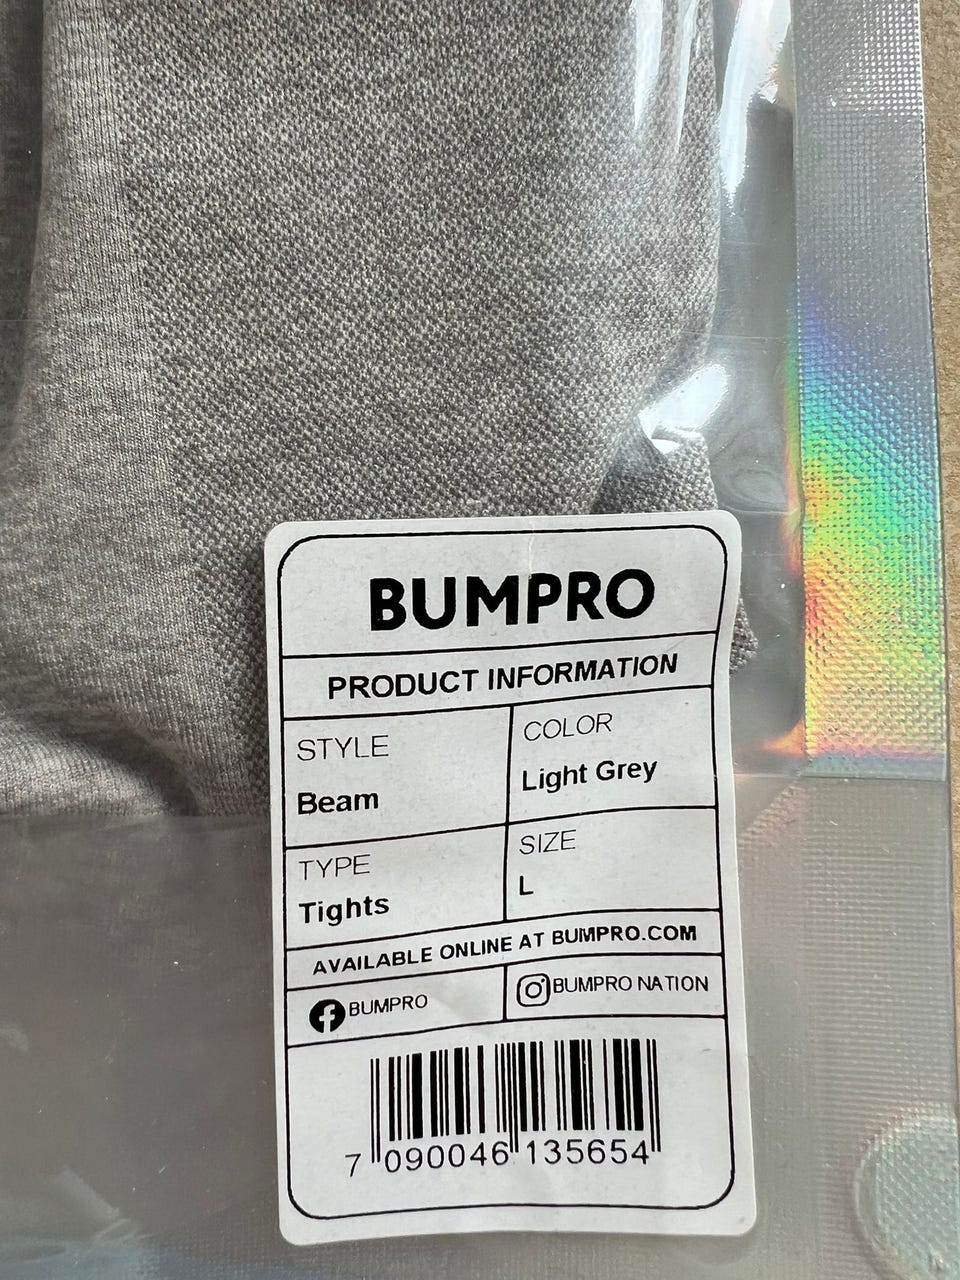 BUMPRO
PRODUCT INFORMATION
STYLE
Beam
COLOR
Light Grey
TYPE
Tights
SIZE
L
AVAILABLE ONLINE AT BUMPRO.COM
BUMPRO
BUMPRO NATION
7 090046 135654